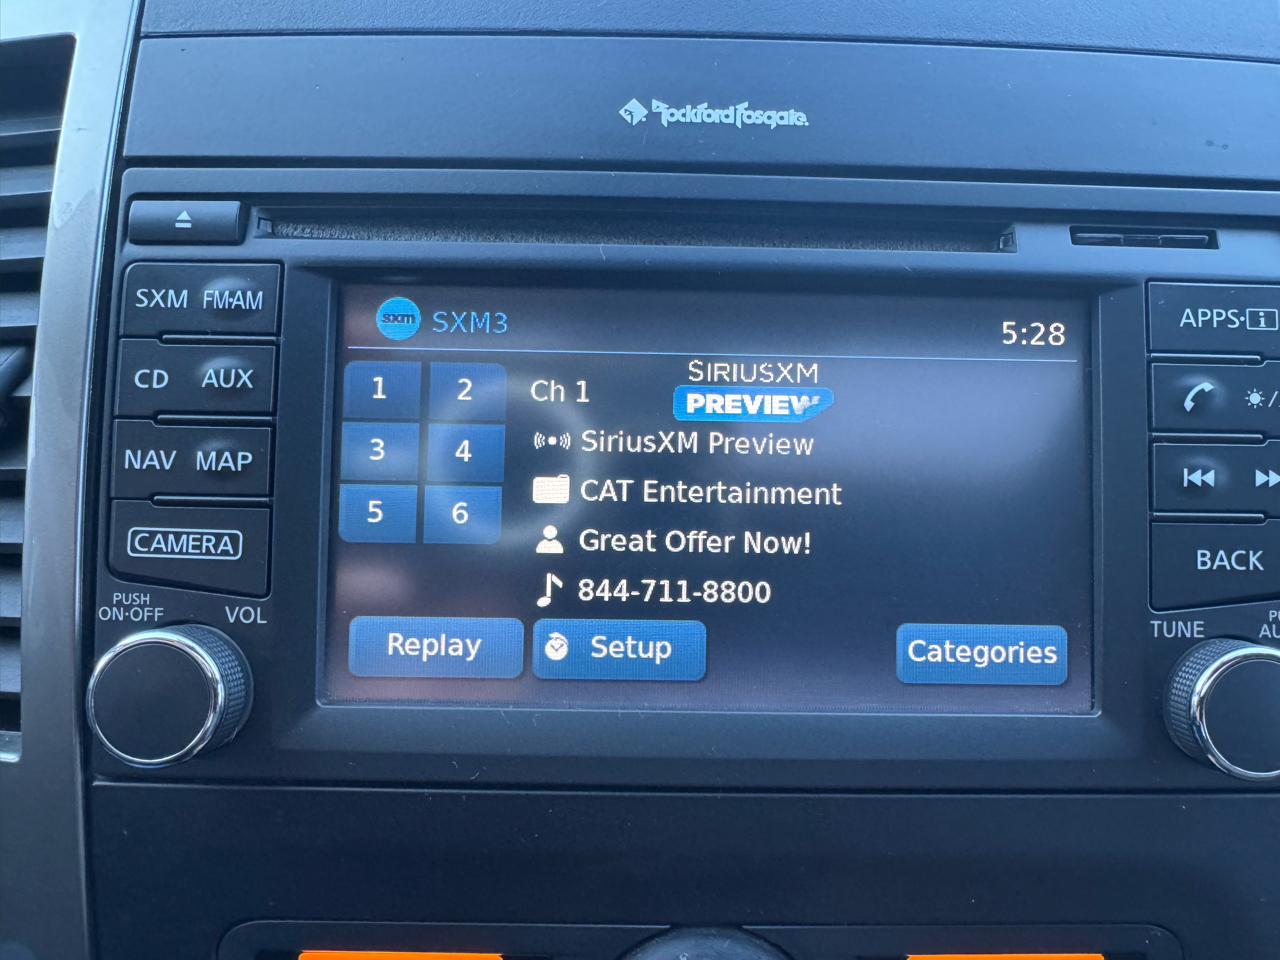 Rockford Fosgate.
SXM FM·AM
CD AUX
NAV MAP
CAMERA
PUSH
ON·OFF VOL
sxm SXM3 5:28
1 2
3 4
5 6
Ch 1
SIRIUSXM
PREVIEW
SiriusXM Preview
CAT Entertainment
Great Offer Now!
844-711-8800
Replay
Setup
Categories
APPS·i
BACK
TUNE